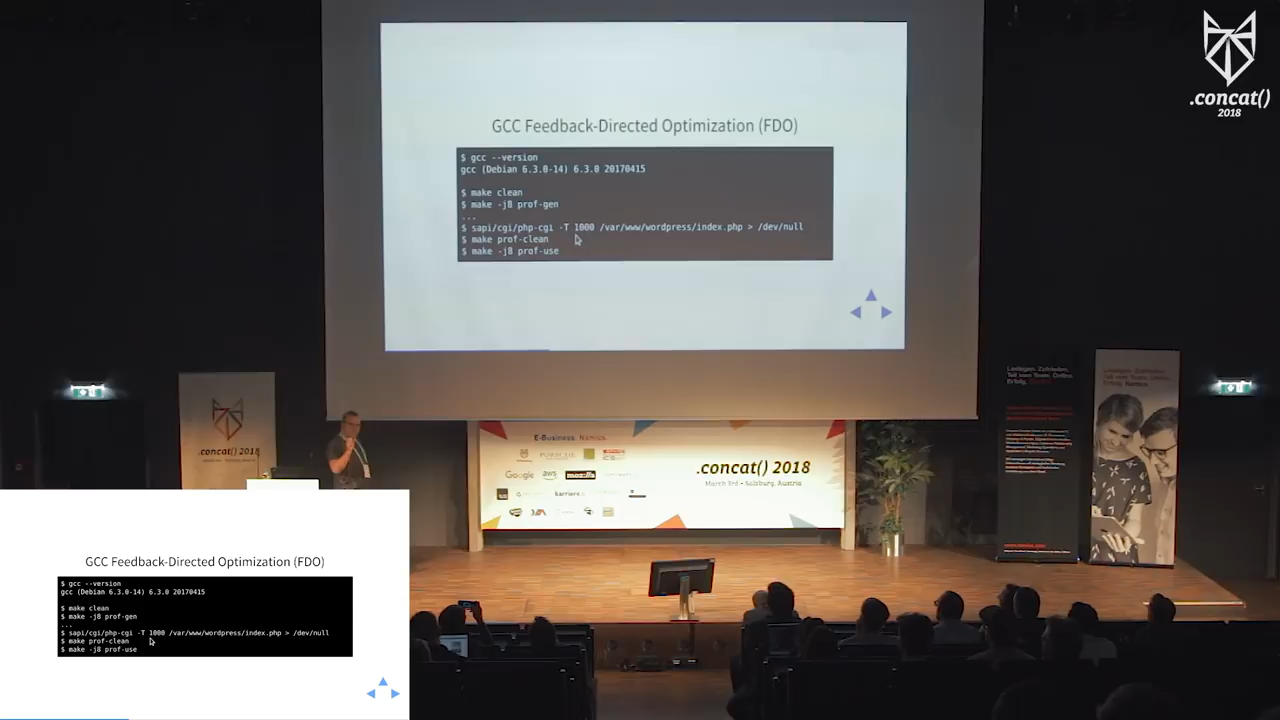 .concat()
2018
GCC Feedback-Directed Optimization (FDO)
$ gcc --version
gcc (Debian 6.3.0-14) 6.3.0 20170415
$ make clean
$ make -j8 prof-gen
...
$ sapi/cgi/php-cgi -T 1000 /var/www/wordpress/index.php > /dev/null
$ make prof-clean
$ make -j8 prof-use
.concat() 2018
E-Business. Namics.
PORSCHE
Google
aws
moz://a
.concat() 2018
March 3rd • Salzburg, Austria
GCC Feedback-Directed Optimization (FDO)
$ gcc --version
gcc (Debian 6.3.0-14) 6.3.0 20170415
$ make clean
$ make -j8 prof-gen
...
$ sapi/cgi/php-cgi -T 1000 /var/www/wordpress/index.php > /dev/null
$ make prof-clean
$ make -j8 prof-use